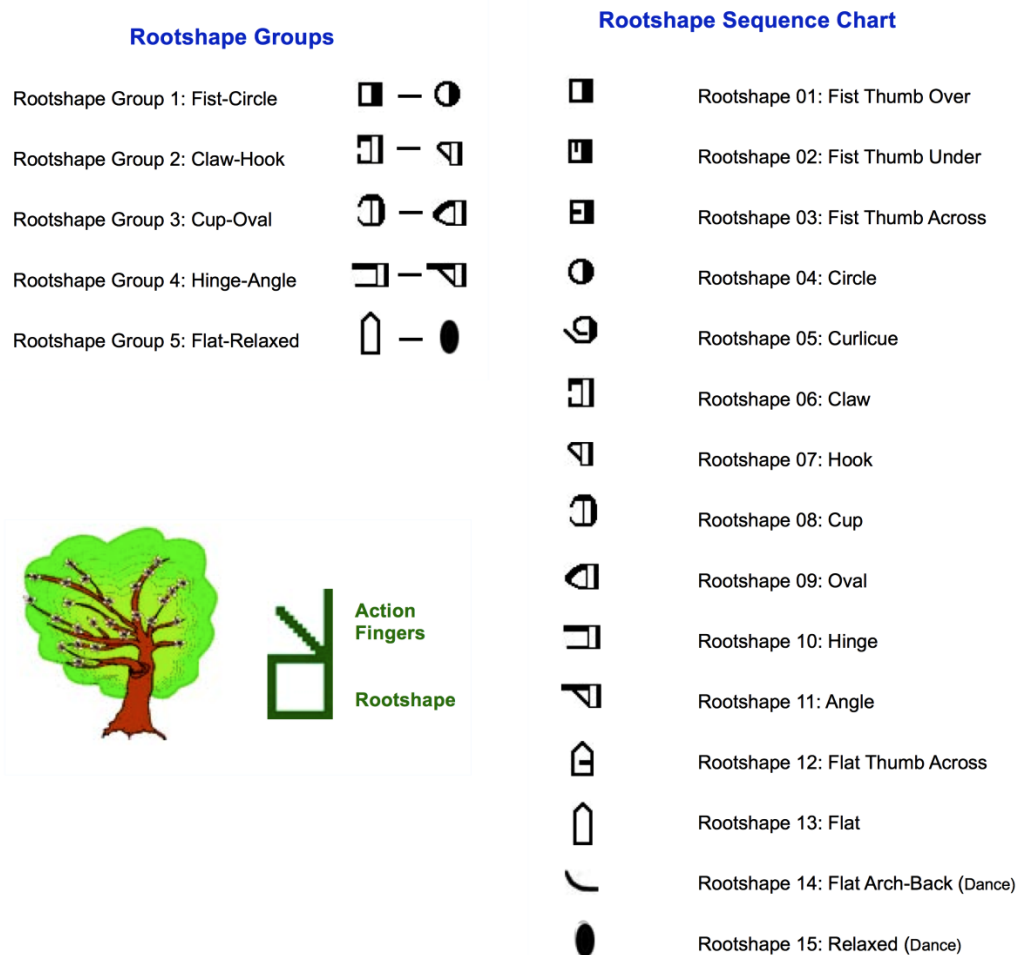 Rootshape Groups
Rootshape Group 1: Fist-Circle
Rootshape Group 2: Claw-Hook
Rootshape Group 3: Cup-Oval
Rootshape Group 4: Hinge-Angle
Rootshape Group 5: Flat-Relaxed
Action
Fingers
Rootshape
Rootshape Sequence Chart
Rootshape 01: Fist Thumb Over
Rootshape 02: Fist Thumb Under
Rootshape 03: Fist Thumb Across
Rootshape 04: Circle
Rootshape 05: Curlicue
Rootshape 06: Claw
Rootshape 07: Hook
Rootshape 08: Cup
Rootshape 09: Oval
Rootshape 10: Hinge
Rootshape 11: Angle
Rootshape 12: Flat Thumb Across
Rootshape 13: Flat
Rootshape 14: Flat Arch-Back (Dance)
Rootshape 15: Relaxed (Dance)